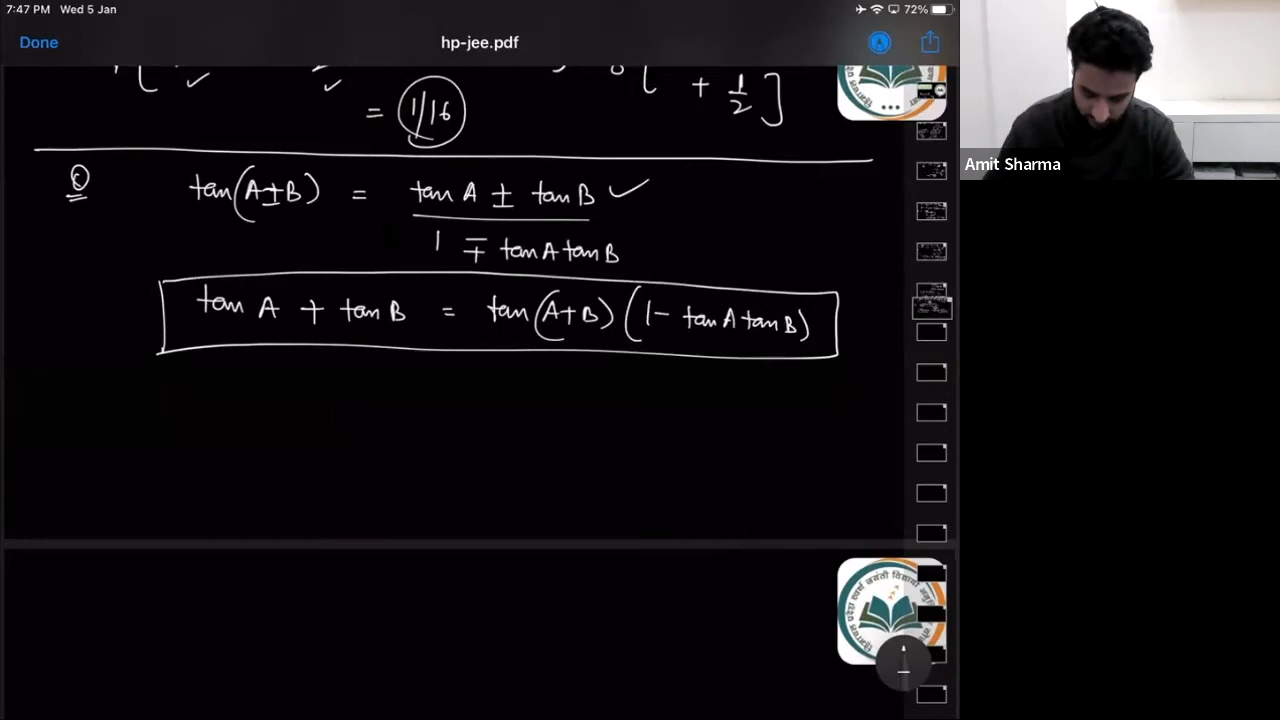 7:47 PM Wed 5 Jan
72%
Done
hp-jee.pdf
+ 1/2 ]
= 1/16
Q
tan(A±B) = tan A ± tan B ✓
1 ∓ tan A tan B
tan A + tan B = tan(A+B) (1 - tan A tan B)
Amit Sharma